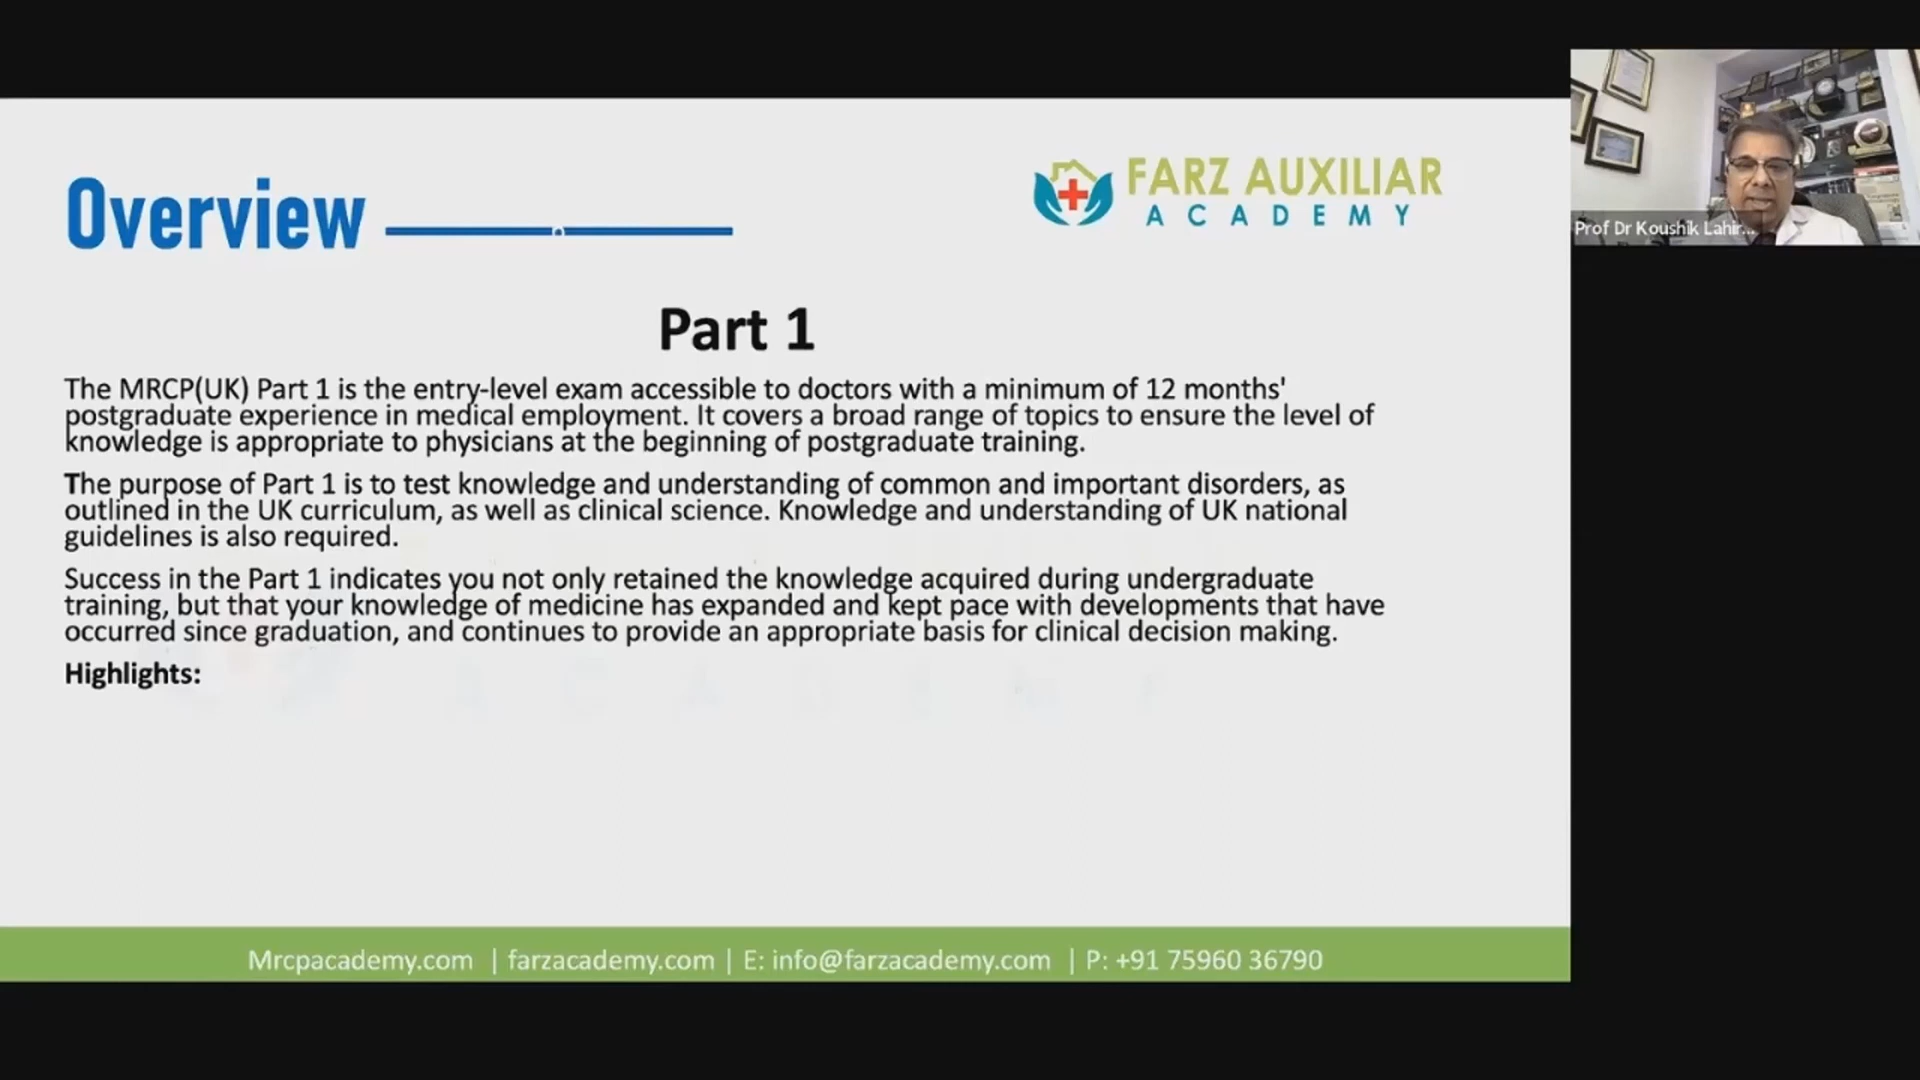 Overview
FARZ AUXILIAR
ACADEMY
Part 1
The MRCP(UK) Part 1 is the entry-level exam accessible to doctors with a minimum of 12 months'
postgraduate experience in medical employment. It covers a broad range of topics to ensure the level of
knowledge is appropriate to physicians at the beginning of postgraduate training.
The purpose of Part 1 is to test knowledge and understanding of common and important disorders, as
outlined in the UK curriculum, as well as clinical science. Knowledge and understanding of UK national
guidelines is also required.
Success in the Part 1 indicates you not only retained the knowledge acquired during undergraduate
training, but that your knowledge of medicine has expanded and kept pace with developments that have
occurred since graduation, and continues to provide an appropriate basis for clinical decision making.
Highlights:
Mrcpacademy.com | farzacademy.com | E: info@farzacademy.com | P: +91 75960 36790
Prof Dr Koushik Lahir...